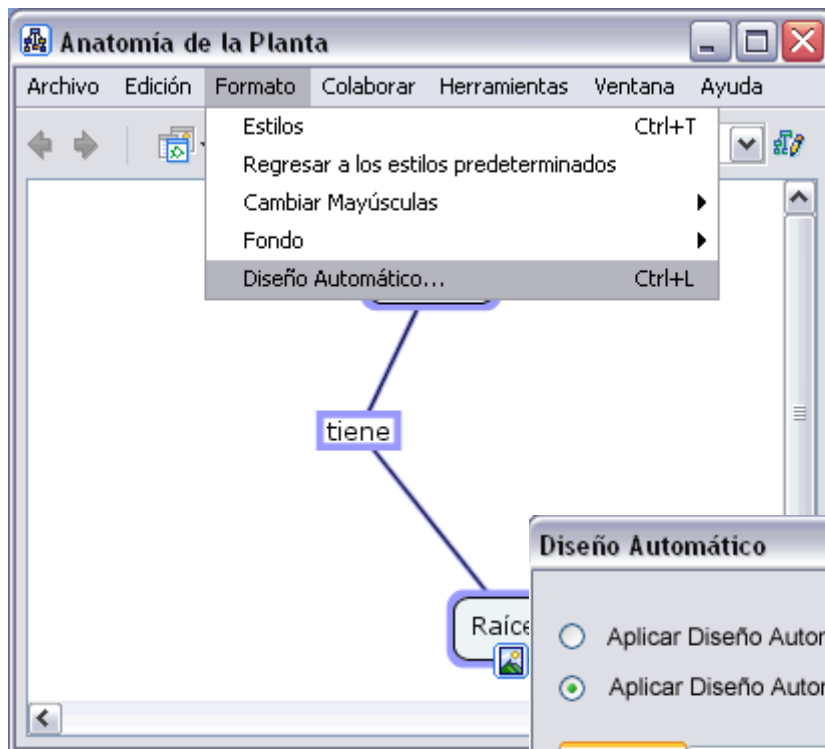 Anatomía de la Planta
Archivo Edición Formato Colaborar Herramientas Ventana Ayuda
Estilos Ctrl+T
Regresar a los estilos predeterminados
Cambiar Mayúsculas
Fondo
Diseño Automático... Ctrl+L
tiene
Raíce
Diseño Automático
Aplicar Diseño Autor
Aplicar Diseño Autor